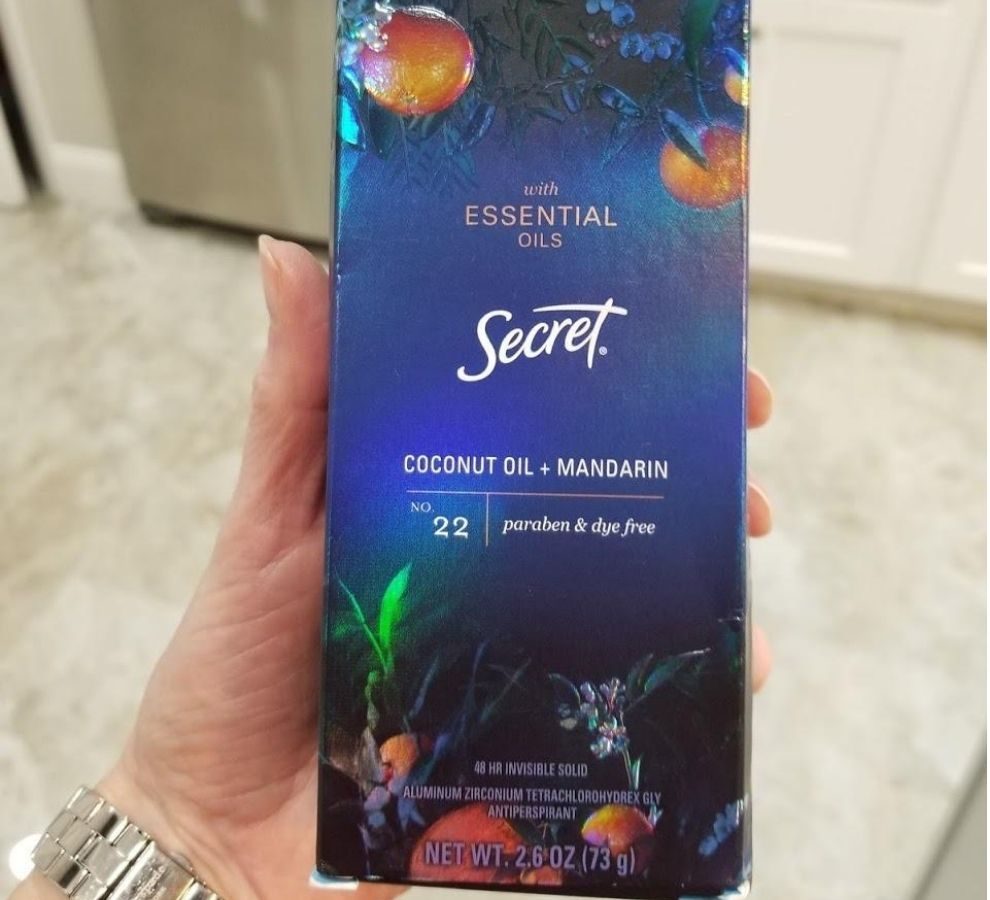 with
ESSENTIAL
OILS
Secret®
COCONUT OIL + MANDARIN
NO. 22
paraben & dye free
48 HR INVISIBLE SOLID
ALUMINUM ZIRCONIUM TETRACHLOROHYDREX GLY
ANTIPERSPIRANT
NET WT. 2.6 OZ (73 g)